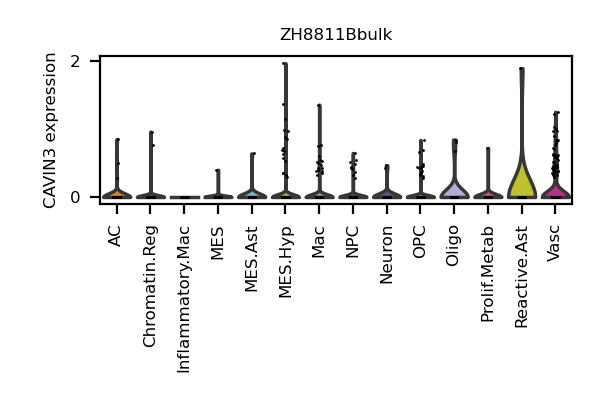 ZH8811Bbulk
CAVIN3 expression
2
0
AC
Chromatin.Reg
Inflammatory.Mac
MES
MES.Ast
MES.Hyp
Mac
NPC
Neuron
OPC
Oligo
Prolif.Metab
Reactive.Ast
Vasc